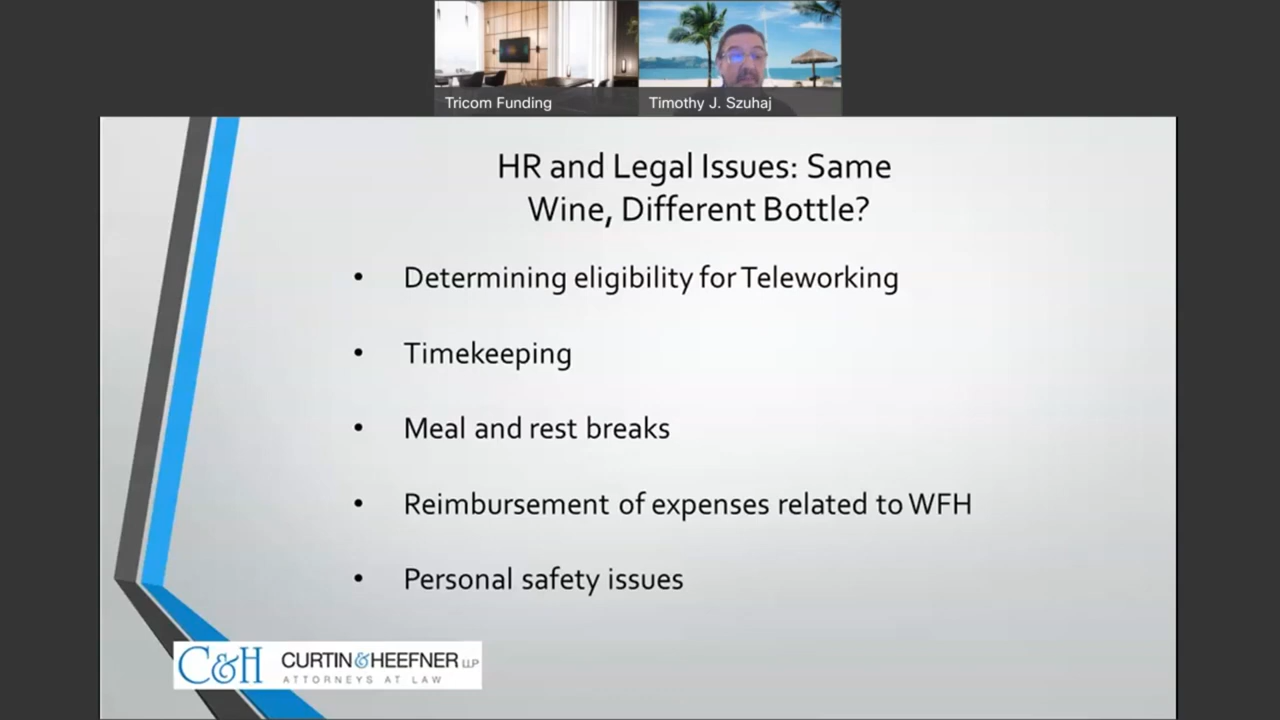 Tricom Funding
Timothy J. Szuhaj
HR and Legal Issues: Same
Wine, Different Bottle?
• Determining eligibility for Teleworking
• Timekeeping
• Meal and rest breaks
• Reimbursement of expenses related to WFH
• Personal safety issues
C&H CURTIN&HEEFNER LLP
ATTORNEYS AT LAW